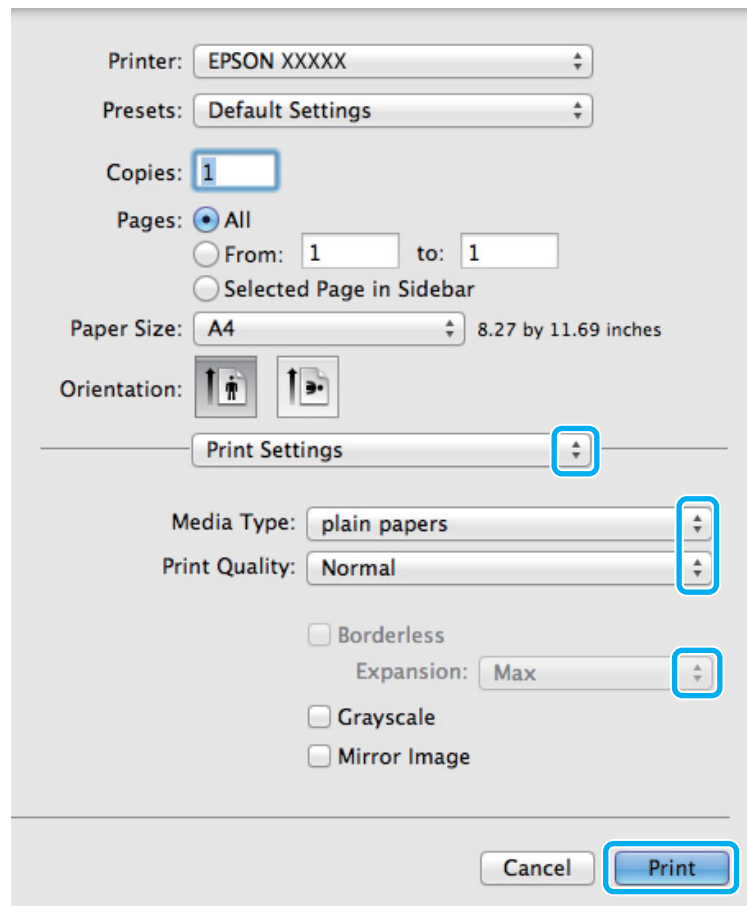 Printer: EPSON XXXXX
Presets: Default Settings
Copies: 1
Pages: All
From: 1 to: 1
Selected Page in Sidebar
Paper Size: A4 8.27 by 11.69 inches
Orientation:
Print Settings
Media Type: plain papers
Print Quality: Normal
Borderless
Expansion: Max
Grayscale
Mirror Image
Cancel Print